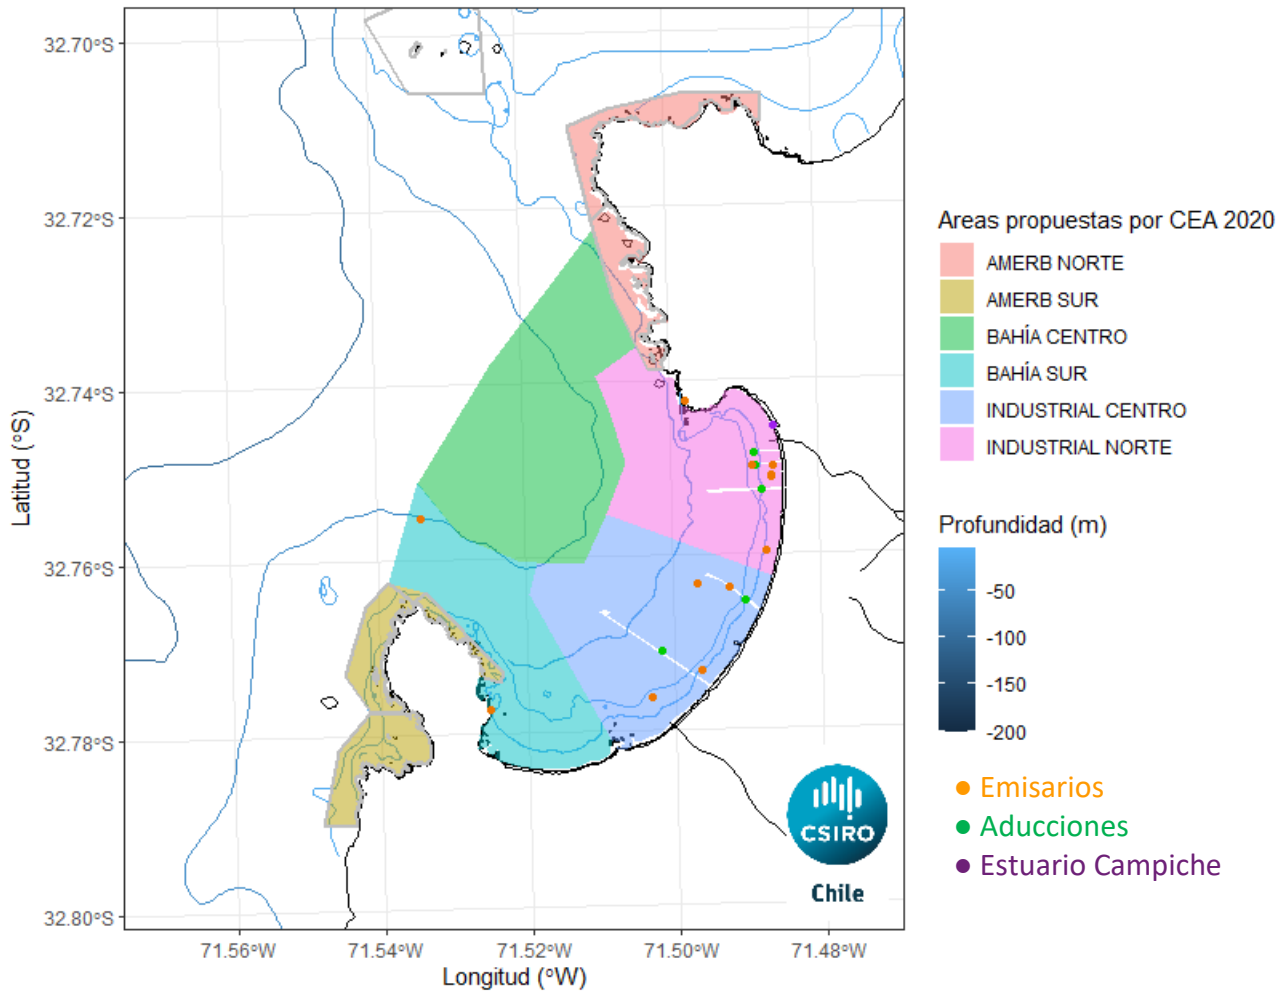 32.70°S
32.72°S
32.74°S
32.76°S
32.78°S
32.80°S
Latitud (°S)
71.56°W
71.54°W
71.52°W
71.50°W
71.48°W
Longitud (°W)
CSIRO
Chile
Areas propuestas por CEA 2020
AMERB NORTE
AMERB SUR
BAHÍA CENTRO
BAHÍA SUR
INDUSTRIAL CENTRO
INDUSTRIAL NORTE
Profundidad (m)
-50
-100
-150
-200
Emisarios
Aducciones
Estuario Campiche